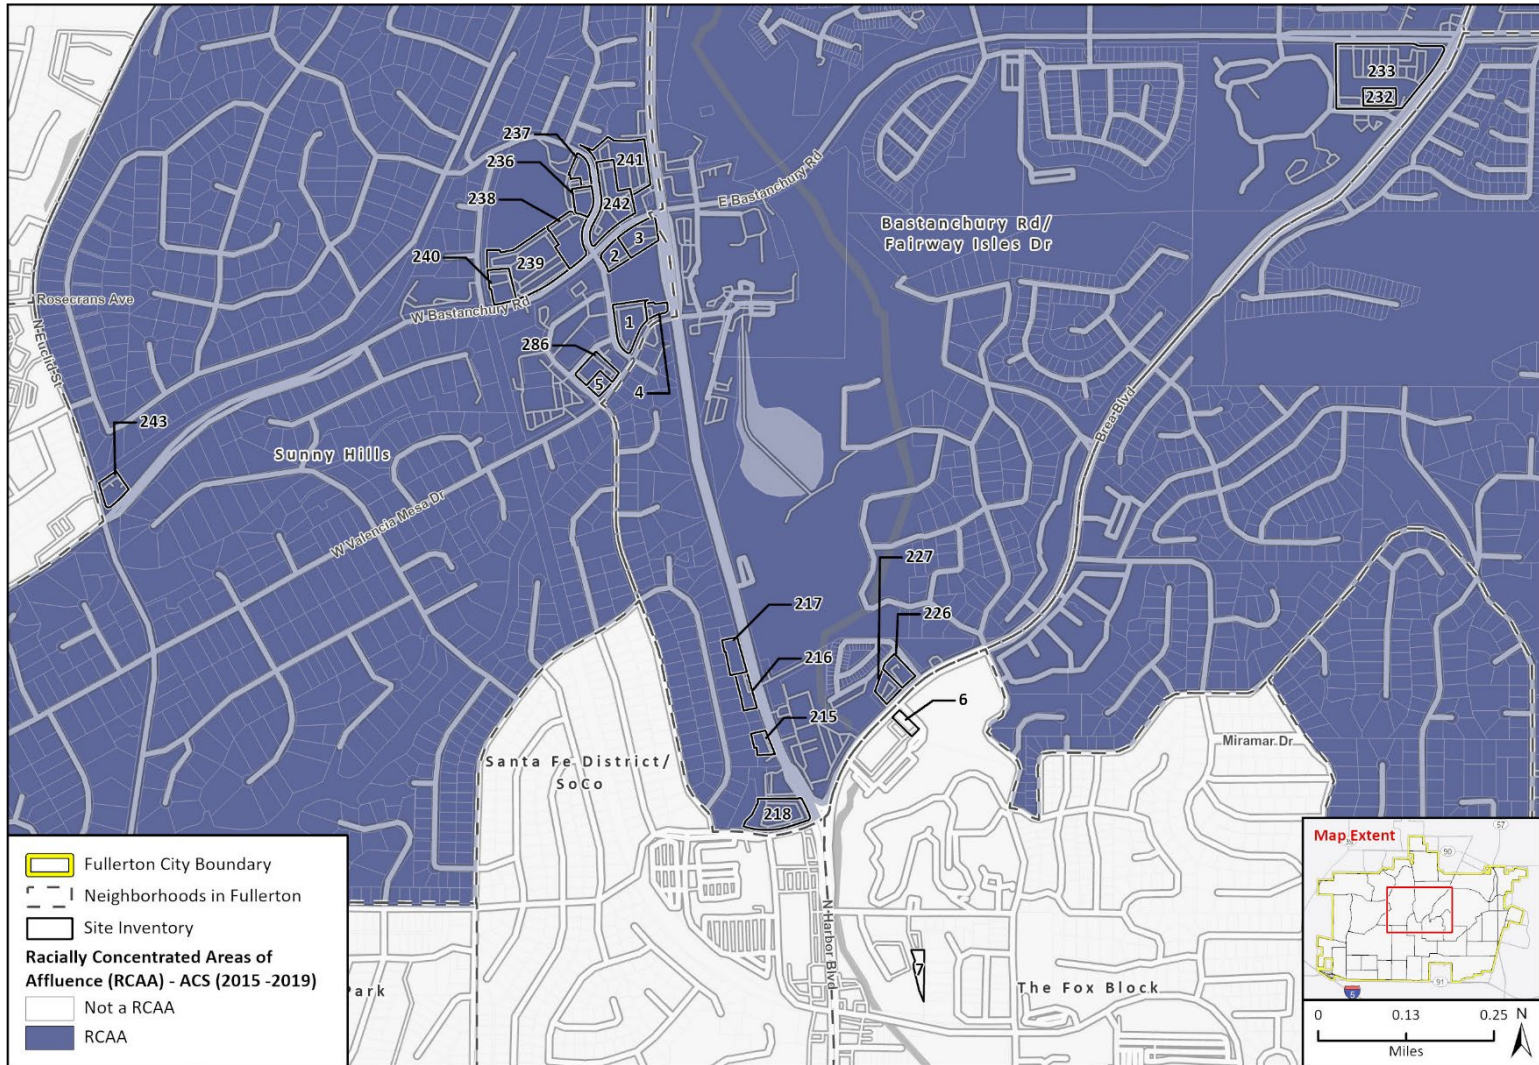 233
232
237
236
241
238
242
E Bastanchury Rd
Bastanchury Rd/
Fairway Isles Dr
3
2
240
239
Rosecrans Ave
W Bastanchury Rd
1
N Euclid St
286
5
4
Brea Blvd
243
Sunny Hills
W Valencia Mesa Dr
227
217
226
216
6
215
Miramar Dr
Santa Fe District/
SoCo
218
N Harbor Blvd
7
The Fox Block
Park
Fullerton City Boundary
Neighborhoods in Fullerton
Site Inventory
Racially Concentrated Areas of
Affluence (RCAA) - ACS (2015 -2019)
Not a RCAA
RCAA
Map Extent
57
90
91
5
0 0.13 0.25
Miles
N